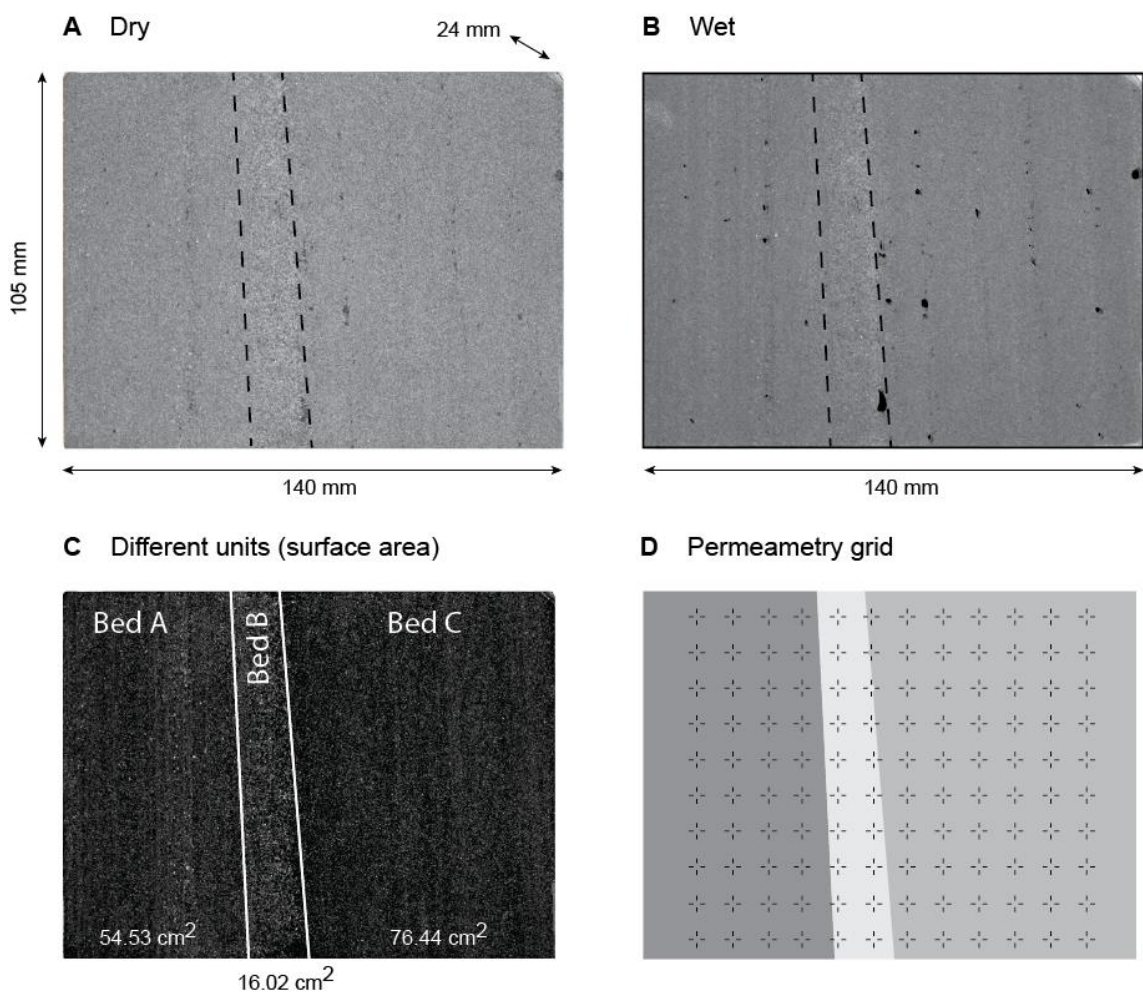 A Dry
24 mm
B Wet
105 mm
140 mm
140 mm
C Different units (surface area)
D Permeametry grid
Bed A
Bed B
Bed C
54.53 cm²
76.44 cm²
16.02 cm²